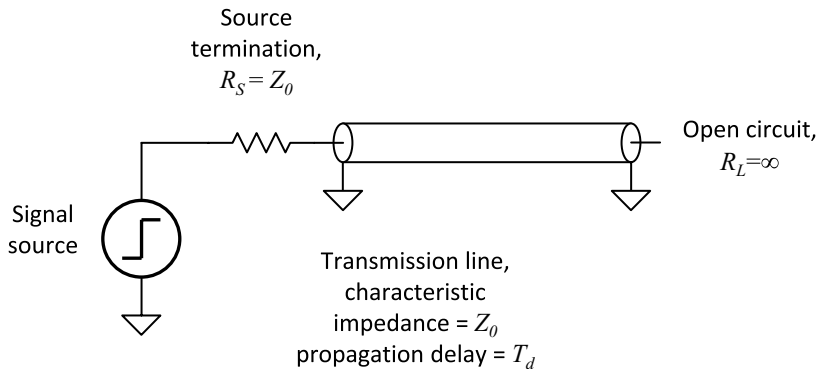 Source
termination,
R_S = Z_0
Open circuit,
R_L=∞
Signal
source
Transmission line,
characteristic
impedance = Z_0
propagation delay = T_d